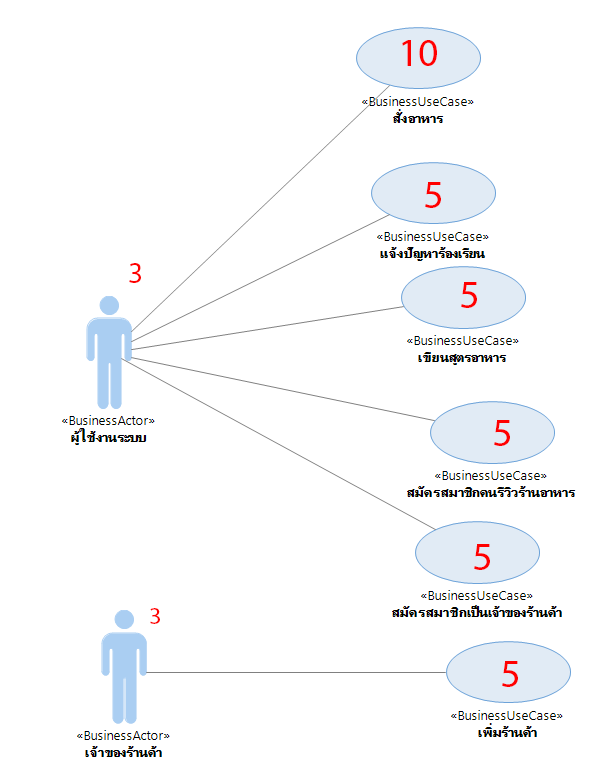 10
«BusinessUseCase»
สั่งอาหาร
5
«BusinessUseCase»
แจ้งปัญหาร้องเรียน
3
5
«BusinessUseCase»
เขียนสูตรอาหาร
«BusinessActor»
ผู้ใช้งานระบบ
5
«BusinessUseCase»
สมัครสมาชิกคนรีวิวร้านอาหาร
5
«BusinessUseCase»
สมัครสมาชิกเป็นเจ้าของร้านค้า
3
5
«BusinessUseCase»
เพิ่มร้านค้า
«BusinessActor»
เจ้าของร้านค้า